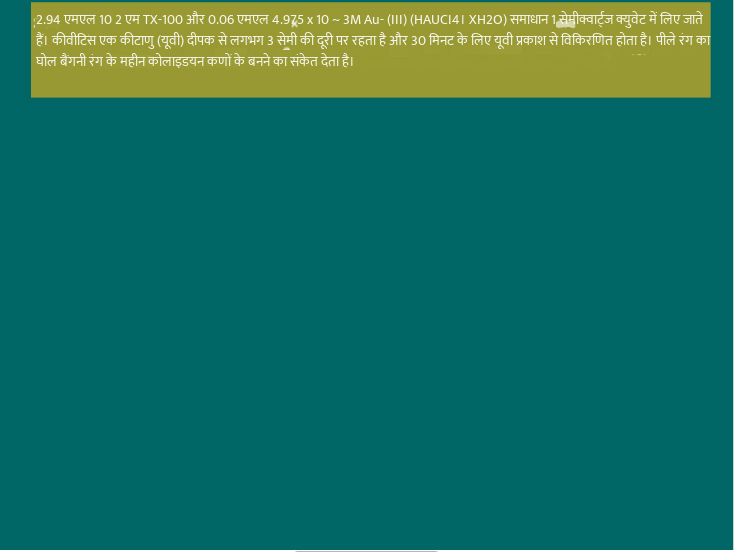 2.94 एमएल 10 2 एम TX-100 और 0.06 एमएल 4.975 x 10 ~ 3M Au- (III) (HAUCl4। XH2O) समाधान 1 सेमीक्वार्ट्ज क्युवेट में लिए जाते
हैं। कीवीटिस एक कीटाणु (यूवी) दीपक से लगभग 3 सेमी की दूरी पर रहता है और 30 मिनट के लिए यूवी प्रकाश से विकिरणित होता है। पीले रंग का
घोल बैंगनी रंग के महीन कोलाइडयन कणों के बनने का संकेत देता है।